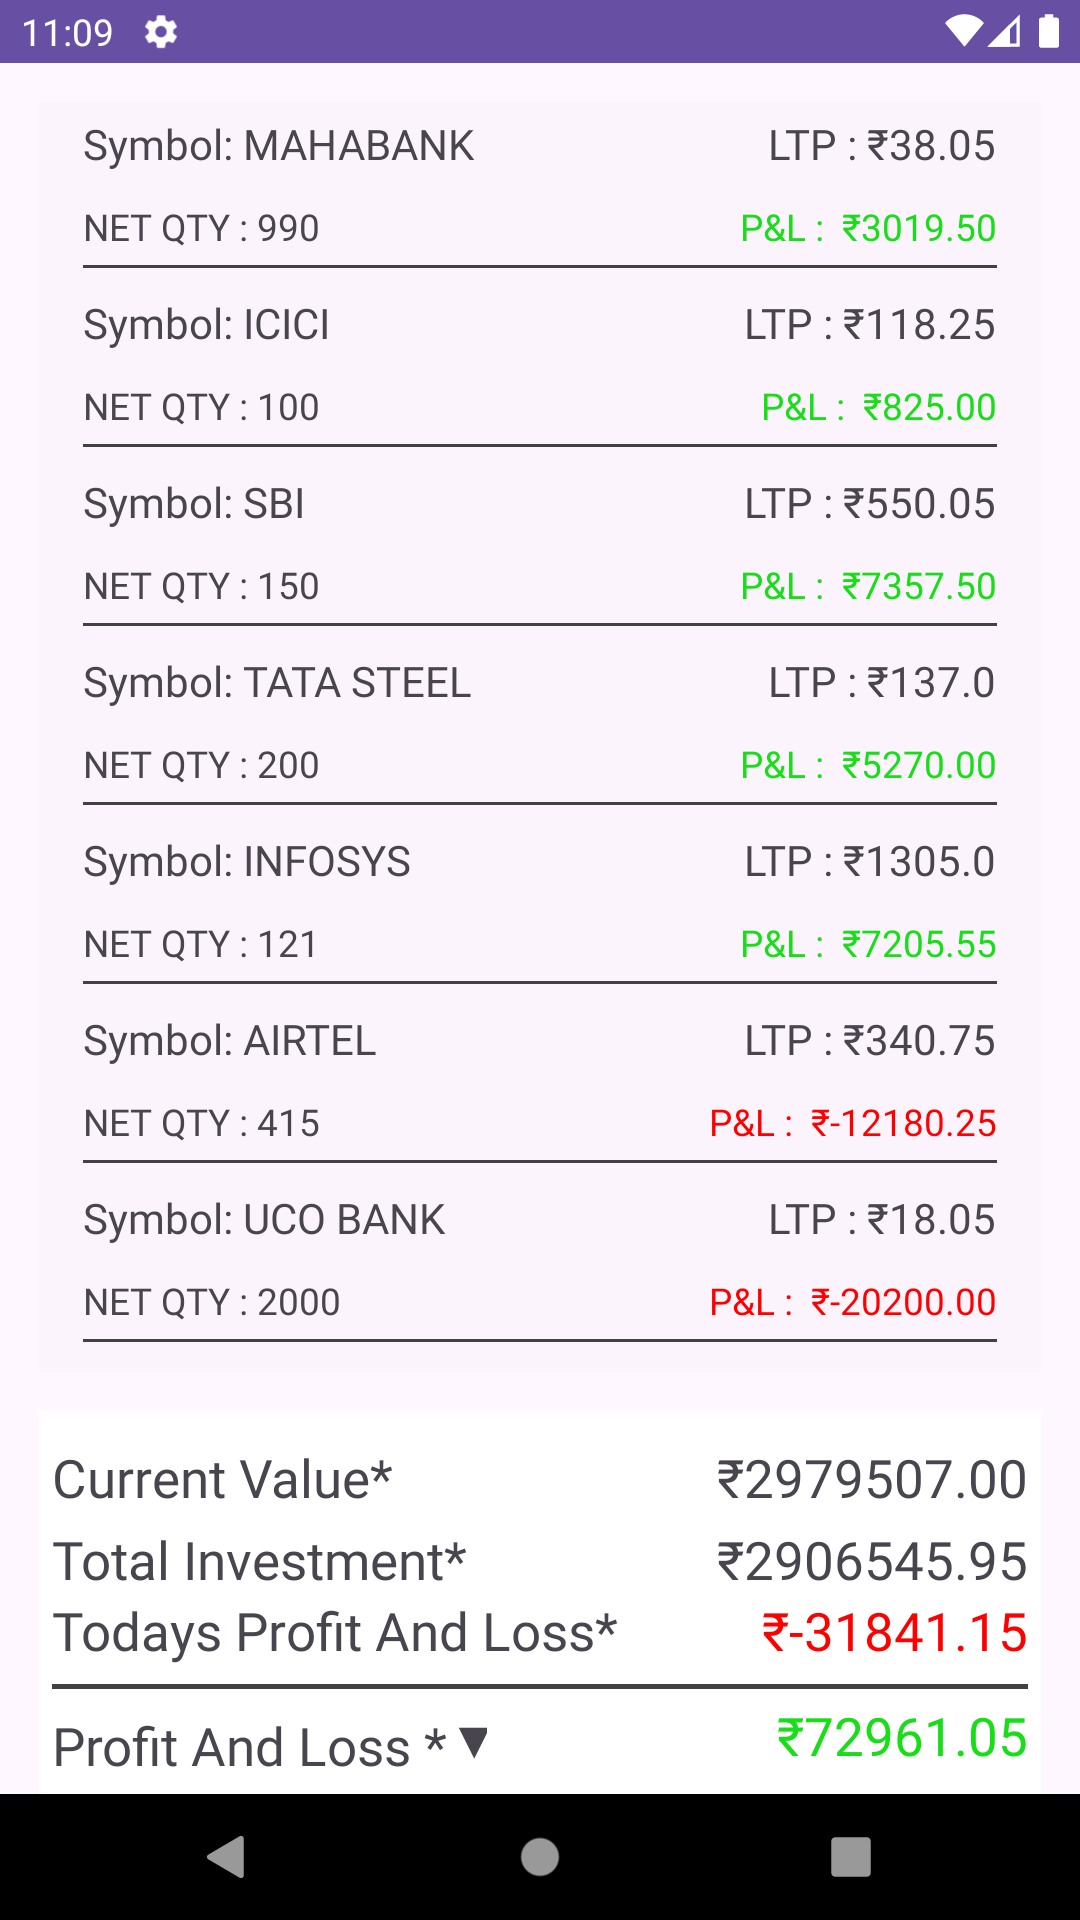 11:09
Symbol: MAHABANK LTP : ₹38.05
NET QTY : 990 P&L : ₹3019.50
Symbol: ICICI LTP : ₹118.25
NET QTY : 100 P&L : ₹825.00
Symbol: SBI LTP : ₹550.05
NET QTY : 150 P&L : ₹7357.50
Symbol: TATA STEEL LTP : ₹137.0
NET QTY : 200 P&L : ₹5270.00
Symbol: INFOSYS LTP : ₹1305.0
NET QTY : 121 P&L : ₹7205.55
Symbol: AIRTEL LTP : ₹340.75
NET QTY : 415 P&L : ₹-12180.25
Symbol: UCO BANK LTP : ₹18.05
NET QTY : 2000 P&L : ₹-20200.00
Current Value* ₹2979507.00
Total Investment* ₹2906545.95
Todays Profit And Loss* ₹-31841.15
Profit And Loss * ▼ ₹72961.05